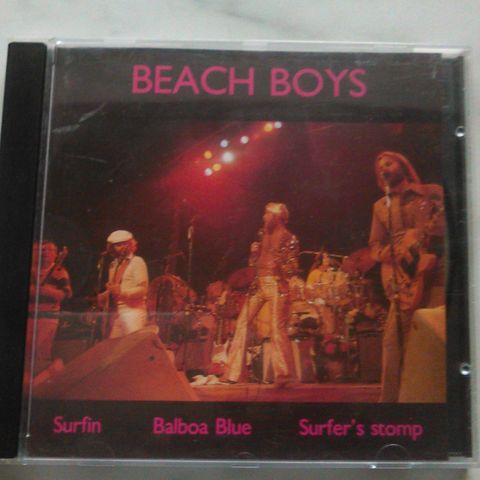 BEACH BOYS
Surfin Balboa Blue Surfer's stomp